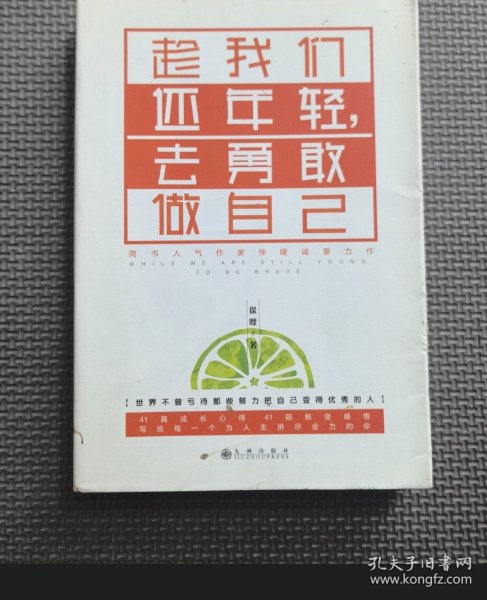 趁我们
还年轻，
去勇敢
做自己
简书人气作家徐嗖诚意力作
WHILE WE ARE STILL YOUNG,
TO BE BRAVE
徐嗖/著
【世界不曾亏待那些努力把自己变得优秀的人】
41篇成长心得 41段蜕变感悟
写给每一个为人生拼尽全力的你
九州出版社
JIUZHOUPRESS
孔夫子旧书网
www.kongfz.com